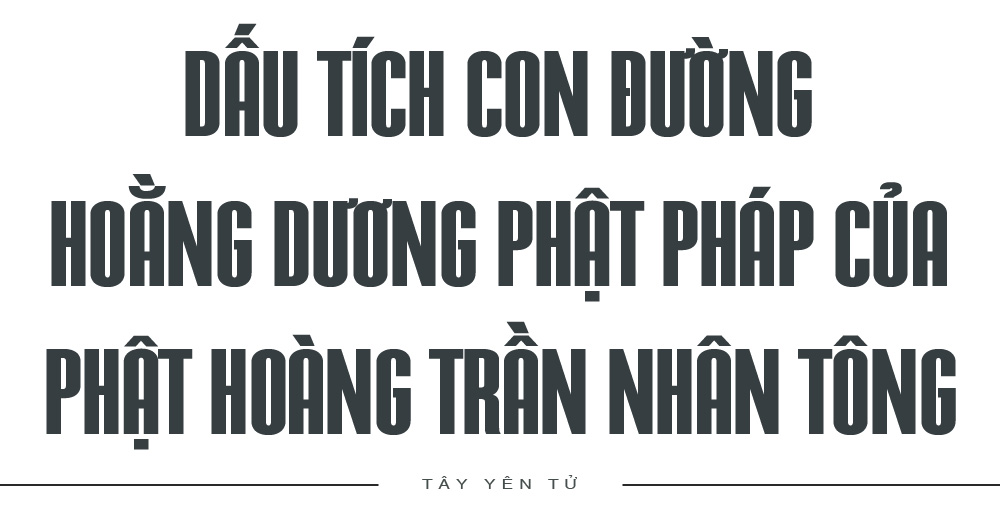 DẤU TÍCH CON ĐƯỜNG
HOẰNG DƯƠNG PHẬT PHÁP CỦA
PHẬT HOÀNG TRẦN NHÂN TÔNG
TÂY YÊN TỬ